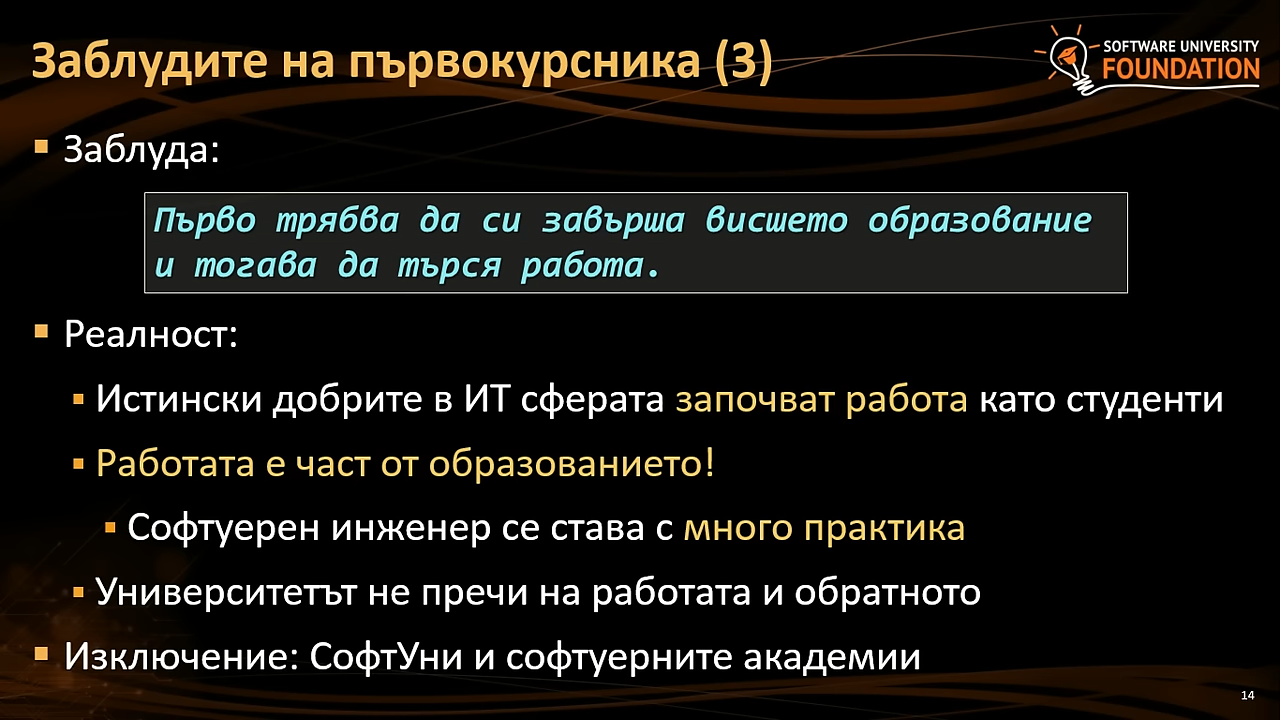 Заблудите на първокурсника (3)
SOFTWARE UNIVERSITY
FOUNDATION
Заблуда:
Първо трябва да си завърша висшето образование
и тогава да търся работа.
Реалност:
Истински добрите в ИТ сферата започват работа като студенти
Работата е част от образованието!
Софтуерен инженер се става с много практика
Университетът не пречи на работата и обратното
Изключение: СофтУни и софтуерните академии
14